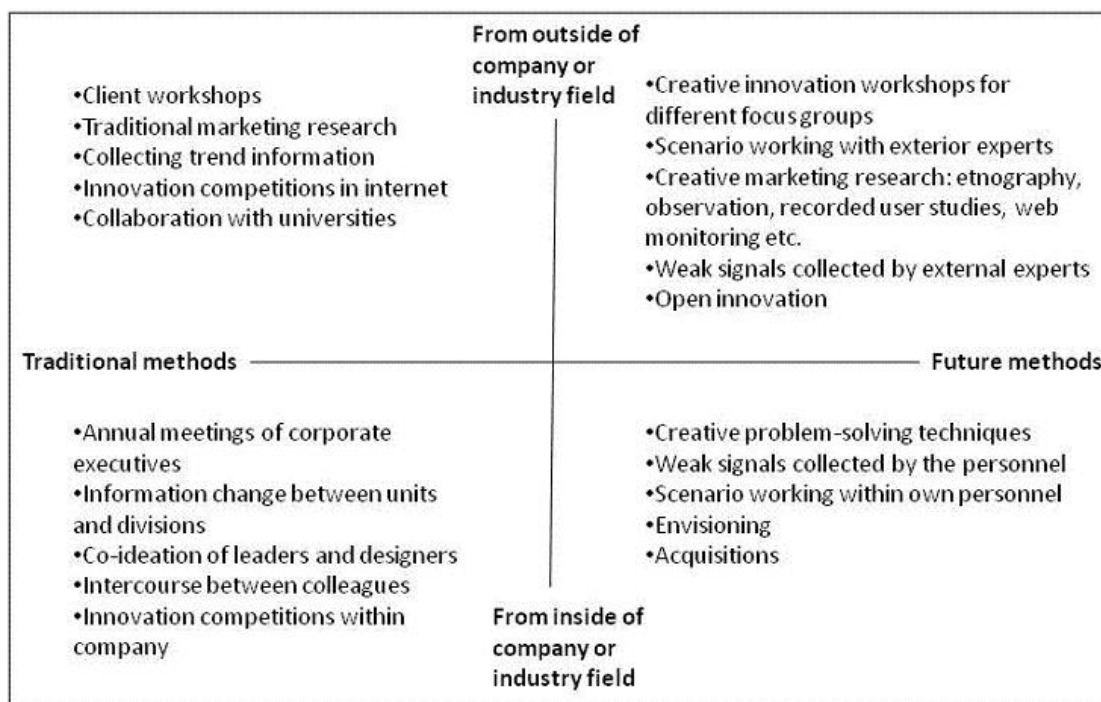 From outside of
company or
industry field
•Client workshops
•Traditional marketing research
•Collecting trend information
•Innovation competitions in internet
•Collaboration with universities
•Creative innovation workshops for
different focus groups
•Scenario working with exterior experts
•Creative marketing research: etnography,
observation, recorded user studies, web
monitoring etc.
•Weak signals collected by external experts
•Open innovation
Traditional methods
Future methods
•Annual meetings of corporate
executives
•Information change between units
and divisions
•Co-ideation of leaders and designers
•Intercourse between colleagues
•Innovation competitions within
company
•Creative problem-solving techniques
•Weak signals collected by the personnel
•Scenario working within own personnel
•Envisioning
•Acquisitions
From inside of
company or
industry field